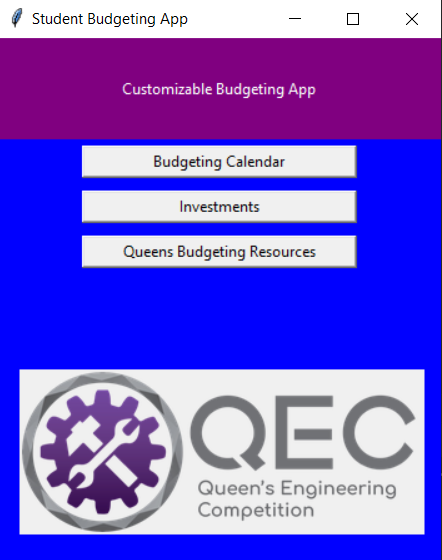 Student Budgeting App
Customizable Budgeting App
Budgeting Calendar
Investments
Queens Budgeting Resources
QEC
Queen's Engineering
Competition